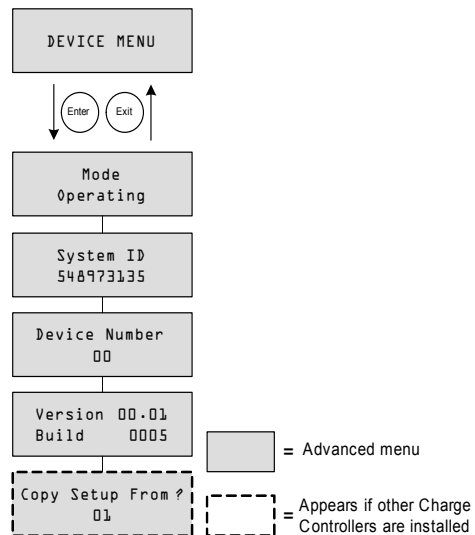 DEVICE MENU
Enter
Exit
Mode
Operating
System ID
548973135
Device Number
00
Version 00.01
Build 0005
Copy Setup From?
01
= Advanced menu
= Appears if other Charge
Controllers are installed